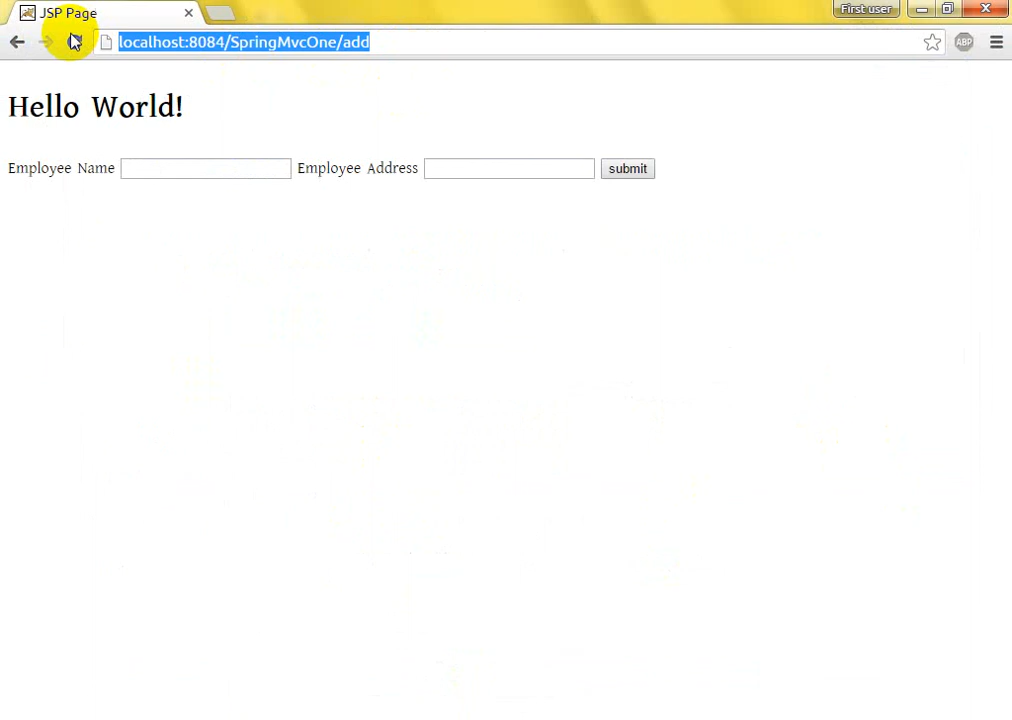 JSP Page
First user
localhost:8084/SpringMvcOne/add
ABP
Hello World!
Employee Name Employee Address submit